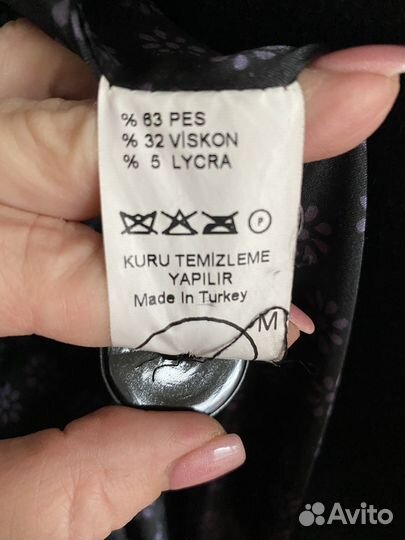 % 63 PES
% 32 VİSKON
% 5 LYCRA
P
KURU TEMİZLEME
YAPILIR
Made In Turkey
M
Avito